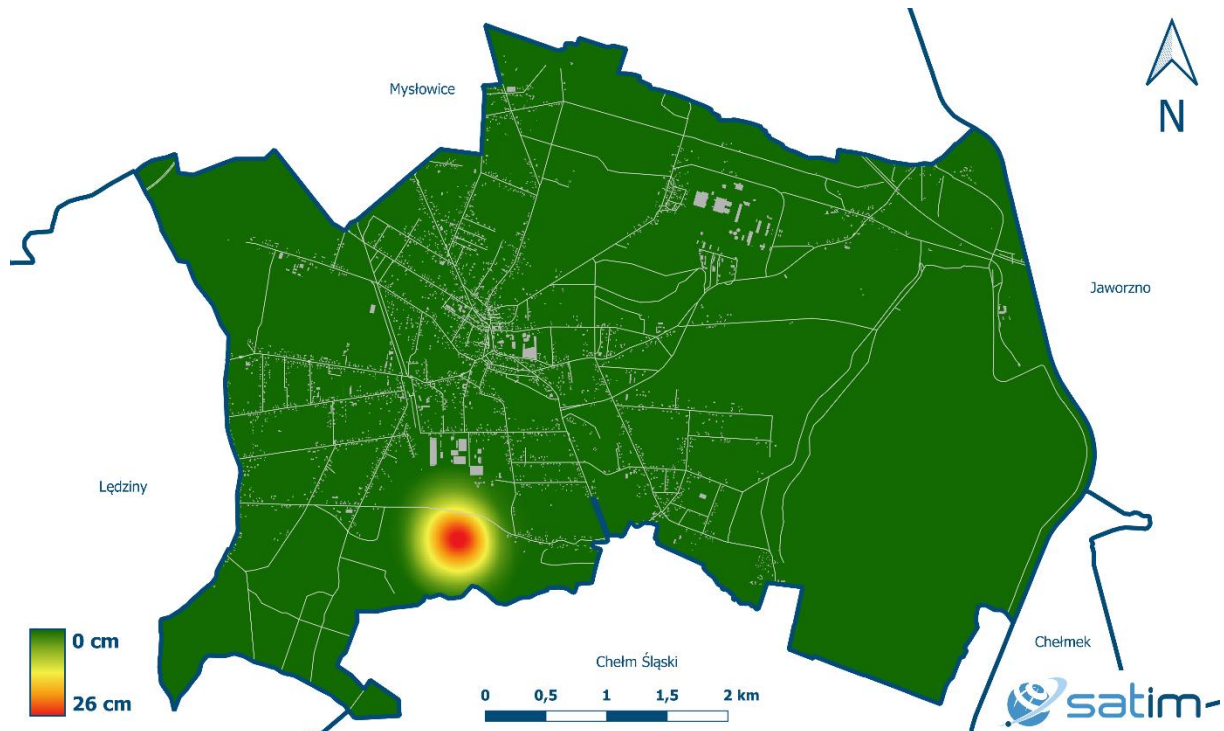 Mysłowice
N
Jaworzno
Lędziny
0 cm
26 cm
Chełm Śląski
0 0,5 1 1,5 2 km
Chełmek
satim